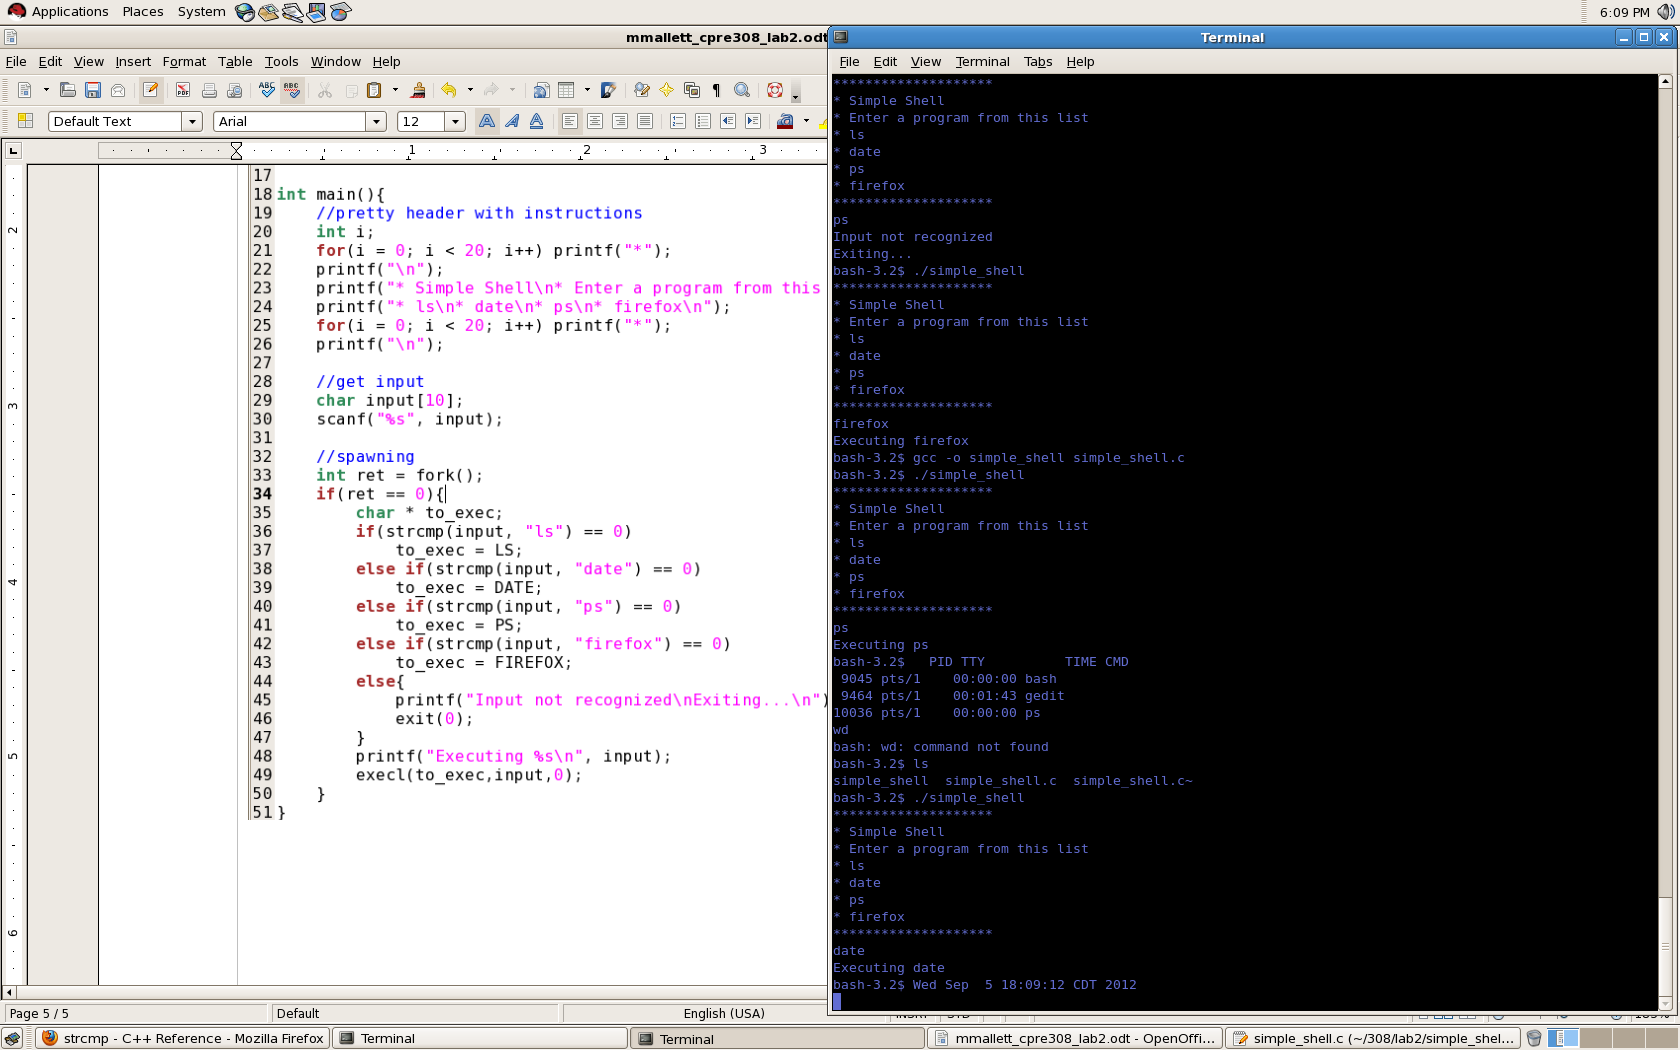 Applications Places System 6:09 PM
mmallett_cpre308_lab2.odt
File Edit View Insert Format Table Tools Window Help
Default Text Arial 12
1 2 3
2
3
4
5
6
17
18 int main(){
19 //pretty header with instructions
20 int i;
21 for(i = 0; i < 20; i++) printf("*");
22 printf("\n");
23 printf("* Simple Shell\n* Enter a program from this
24 printf("* ls\n* date\n* ps\n* firefox\n");
25 for(i = 0; i < 20; i++) printf("*");
26 printf("\n");
27
28 //get input
29 char input[10];
30 scanf("%s", input);
31
32 //spawning
33 int ret = fork();
34 if(ret == 0){
35 char * to_exec;
36 if(strcmp(input, "ls") == 0)
37 to_exec = LS;
38 else if(strcmp(input, "date") == 0)
39 to_exec = DATE;
40 else if(strcmp(input, "ps") == 0)
41 to_exec = PS;
42 else if(strcmp(input, "firefox") == 0)
43 to_exec = FIREFOX;
44 else{
45 printf("Input not recognized\nExiting...\n")
46 exit(0);
47 }
48 printf("Executing %s\n", input);
49 execl(to_exec,input,0);
50 }
51 }
Page 5 / 5 Default English (USA)
Terminal
File Edit View Terminal Tabs Help
********************
* Simple Shell
* Enter a program from this list
* ls
* date
* ps
* firefox
********************
ps
Input not recognized
Exiting...
bash-3.2$ ./simple_shell
********************
* Simple Shell
* Enter a program from this list
* ls
* date
* ps
* firefox
********************
firefox
Executing firefox
bash-3.2$ gcc -o simple_shell simple_shell.c
bash-3.2$ ./simple_shell
********************
* Simple Shell
* Enter a program from this list
* ls
* date
* ps
* firefox
********************
ps
Executing ps
bash-3.2$   PID TTY          TIME CMD
 9045 pts/1    00:00:00 bash
 9464 pts/1    00:01:43 gedit
10036 pts/1    00:00:00 ps
wd
bash: wd: command not found
bash-3.2$ ls
simple_shell  simple_shell.c  simple_shell.c~
bash-3.2$ ./simple_shell
********************
* Simple Shell
* Enter a program from this list
* ls
* date
* ps
* firefox
********************
date
Executing date
bash-3.2$ Wed Sep  5 18:09:12 CDT 2012
strcmp - C++ Reference - Mozilla Firefox Terminal Terminal mmallett_cpre308_lab2.odt - OpenOffi... simple_shell.c (~/308/lab2/simple_shel...